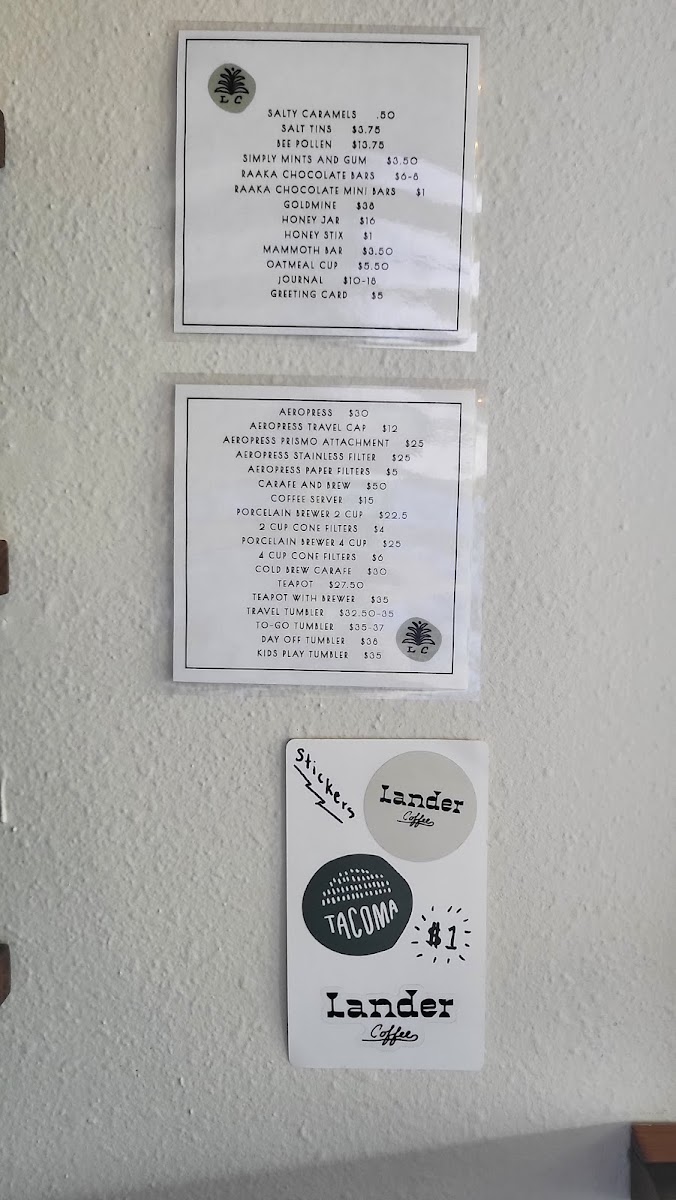 L C
SALTY CARAMELS .50
SALT TINS $3.75
BEE POLLEN $13.75
SIMPLY MINTS AND GUM $3.50
RAAKA CHOCOLATE BARS $6-8
RAAKA CHOCOLATE MINI BARS $1
GOLDMINE $38
HONEY JAR $16
HONEY STIX $1
MAMMOTH BAR $3.50
OATMEAL CUP $5.50
JOURNAL $10-18
GREETING CARD $5
AEROPRESS $30
AEROPRESS TRAVEL CAP $12
AEROPRESS PRISMO ATTACHMENT $25
AEROPRESS STAINLESS FILTER $25
AEROPRESS PAPER FILTERS $5
CARAFE AND BREW $50
COFFEE SERVER $15
PORCELAIN BREWER 2 CUP $22.5
2 CUP CONE FILTERS $4
PORCELAIN BREWER 4 CUP $25
4 CUP CONE FILTERS $6
COLD BREW CARAFE $30
TEAPOT $27.50
TEAPOT WITH BREWER $35
TRAVEL TUMBLER $32.50-35
TO-GO TUMBLER $35-37
DAY OFF TUMBLER $38
KIDS PLAY TUMBLER $35
L C
Stickers
Lander
Coffee
TACOMA
$1
Lander
Coffee